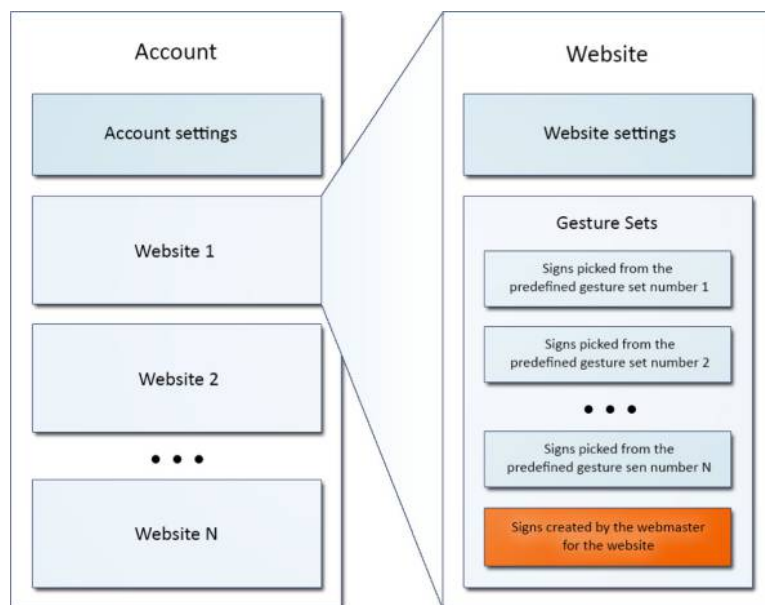 Account
Account settings
Website 1
Website 2
• • •
Website N
Website
Website settings
Gesture Sets
Signs picked from the
predefined gesture set number 1
Signs picked from the
predefined gesture set number 2
• • •
Signs picked from the
predefined gesture sen number N
Signs created by the webmaster
for the website